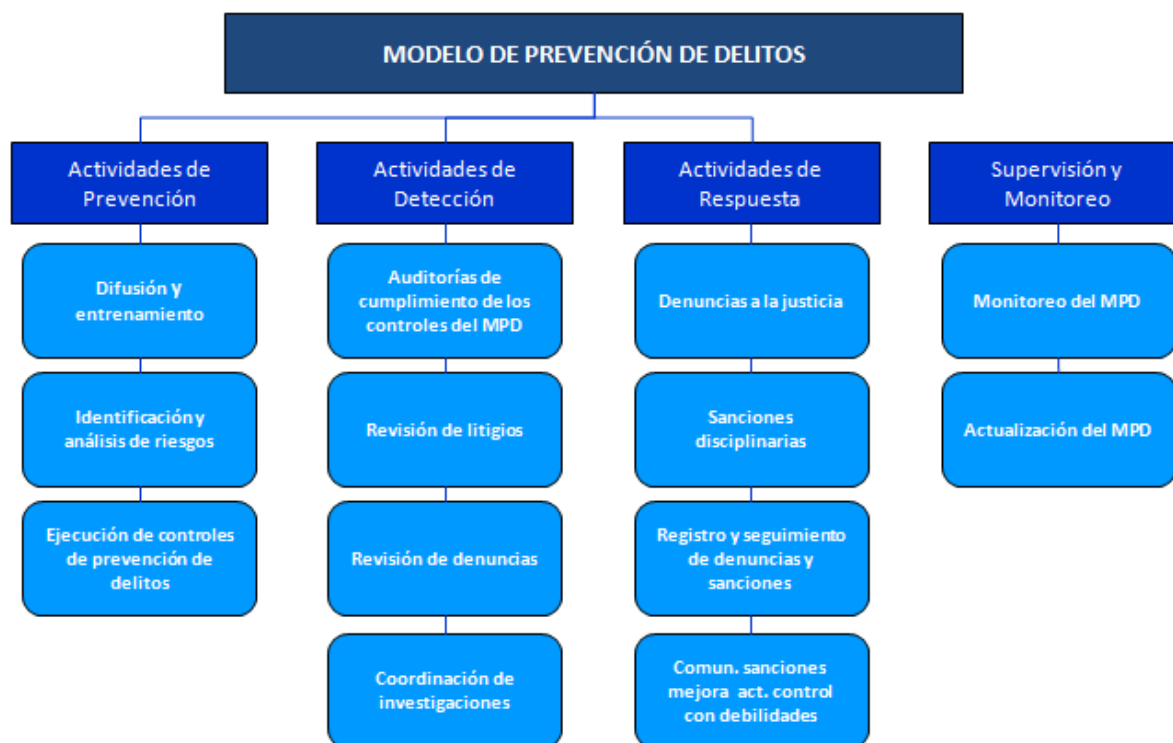 MODELO DE PREVENCIÓN DE DELITOS
Actividades de
Prevención
Difusión y
entrenamiento
Identificación y
análisis de riesgos
Ejecución de controles
de prevención de
delitos
Actividades de
Detección
Auditorías de
cumplimiento de los
controles del MPD
Revisión de litigios
Revisión de denuncias
Coordinación de
investigaciones
Actividades de
Respuesta
Denuncias a la justicia
Sanciones
disciplinarias
Registro y seguimiento
de denuncias y
sanciones
Comun. sanciones
mejora act. control
con debilidades
Supervisión y
Monitoreo
Monitoreo del MPD
Actualización del MPD